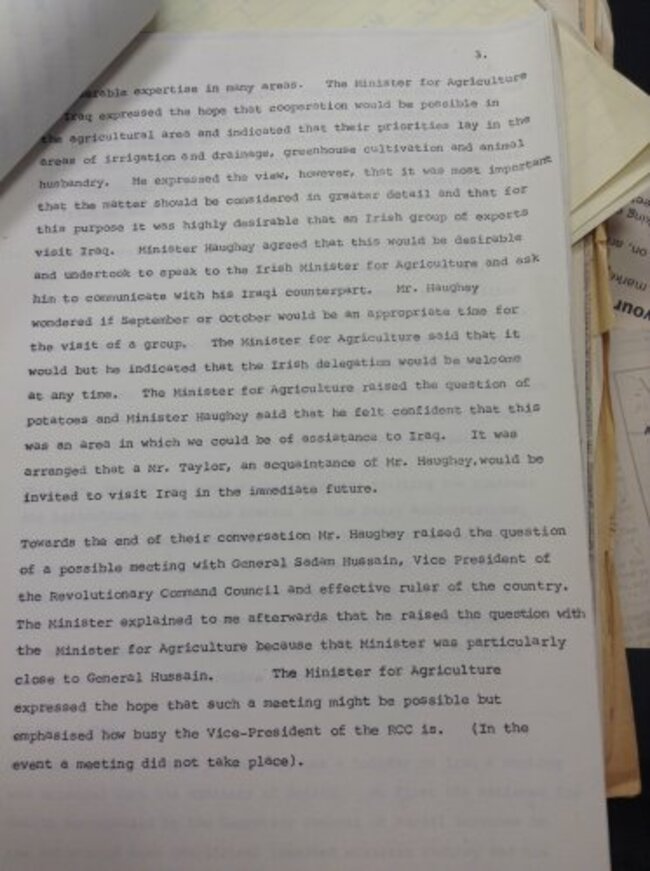 3.
expertise in many areas. The Minister for Agriculture
Iraq expressed the hope that cooperation would be possible in
the agricultural area and indicated that their priorities lay in the
areas of irrigation and drainage, greenhouse cultivation and animal
husbandry. He expressed the view, however, that it was most important
that the matter should be considered in greater detail and that for
this purpose it was highly desirable that an Irish group of experts
visit Iraq. Minister Haughey agreed that this would be desirable
and undertook to speak to the Irish Minister for Agriculture and ask
him to communicate with his Iraqi counterpart. Mr. Haughey
wondered if September or October would be an appropriate time for
the visit of a group. The Minister for Agriculture said that it
would but he indicated that the Irish delegation would be welcome
at any time. The Minister for Agriculture raised the question of
potatoes and Minister Haughey said that he felt confident that this
was an area in which we could be of assistance to Iraq. It was
arranged that a Mr. Taylor, an acquaintance of Mr. Haughey, would be
invited to visit Iraq in the immediate future.
Towards the end of their conversation Mr. Haughey raised the question
of a possible meeting with General Sadam Hussain, Vice President of
the Revolutionary Command Council and effective ruler of the country.
The Minister explained to me afterwards that he raised the question with
the Minister for Agriculture because that Minister was particularly
close to General Hussain. The Minister for Agriculture
expressed the hope that such a meeting might be possible but
emphasised how busy the Vice-President of the RCC is. (In the
event a meeting did not take place).